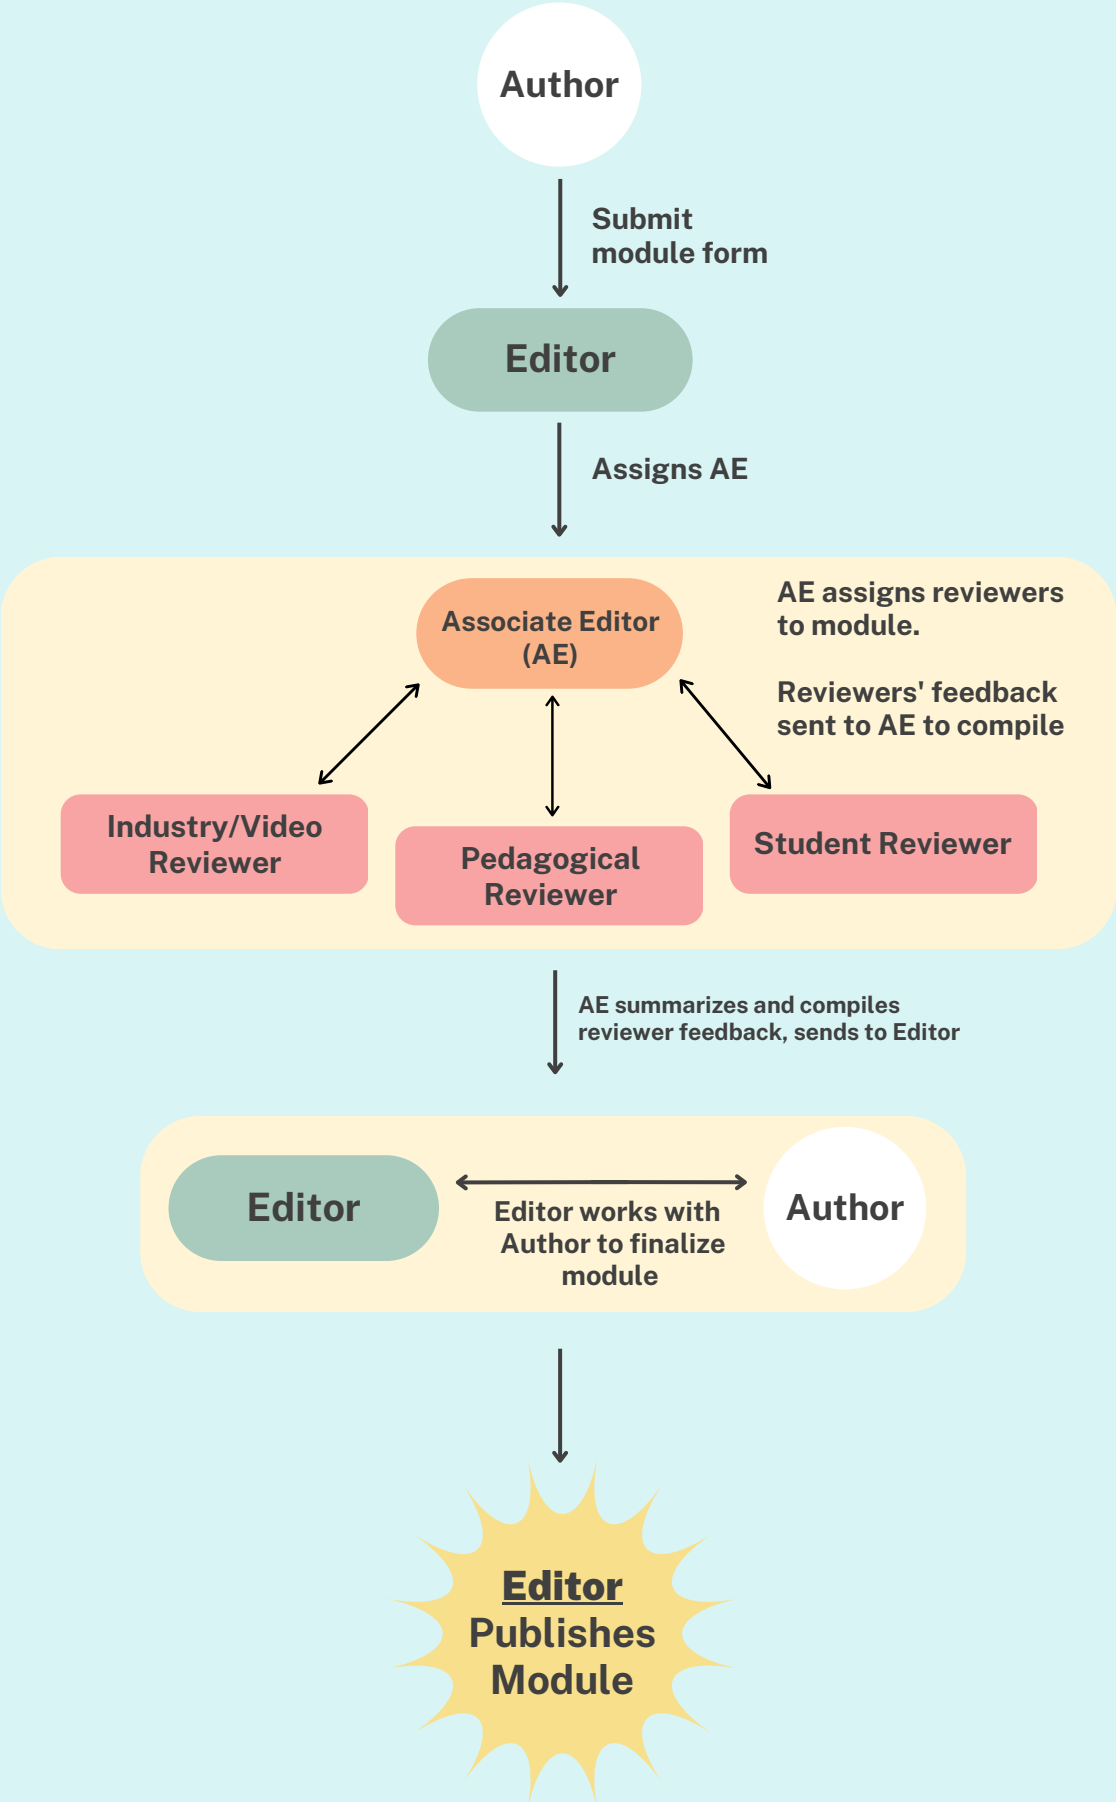 Author
Submit
module form
Editor
Assigns AE
Associate Editor
(AE)
AE assigns reviewers
to module.
Reviewers' feedback
sent to AE to compile
Industry/Video
Reviewer
Pedagogical
Reviewer
Student Reviewer
AE summarizes and compiles
reviewer feedback, sends to Editor
Editor
Editor works with
Author to finalize
module
Author
Editor
Publishes
Module